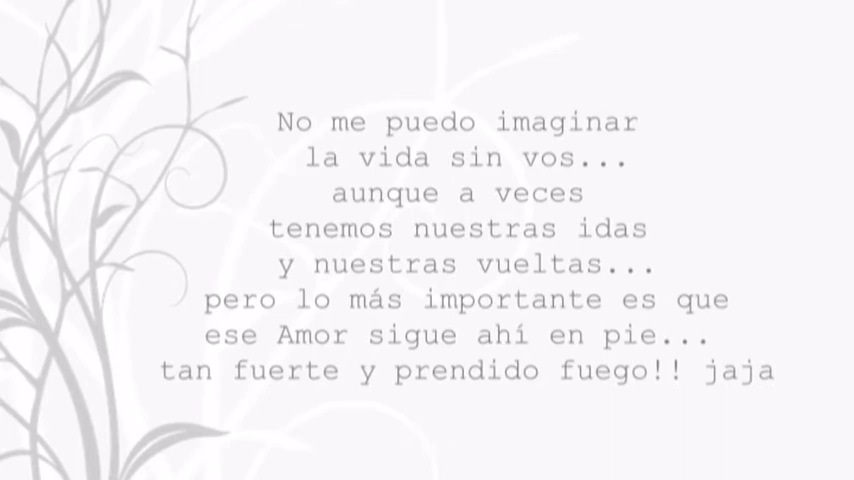 No me puedo imaginar
la vida sin vos...
aunque a veces
tenemos nuestras idas
y nuestras vueltas...
pero lo más importante es que
ese Amor sigue ahí en pie...
tan fuerte y prendido fuego!! jaja